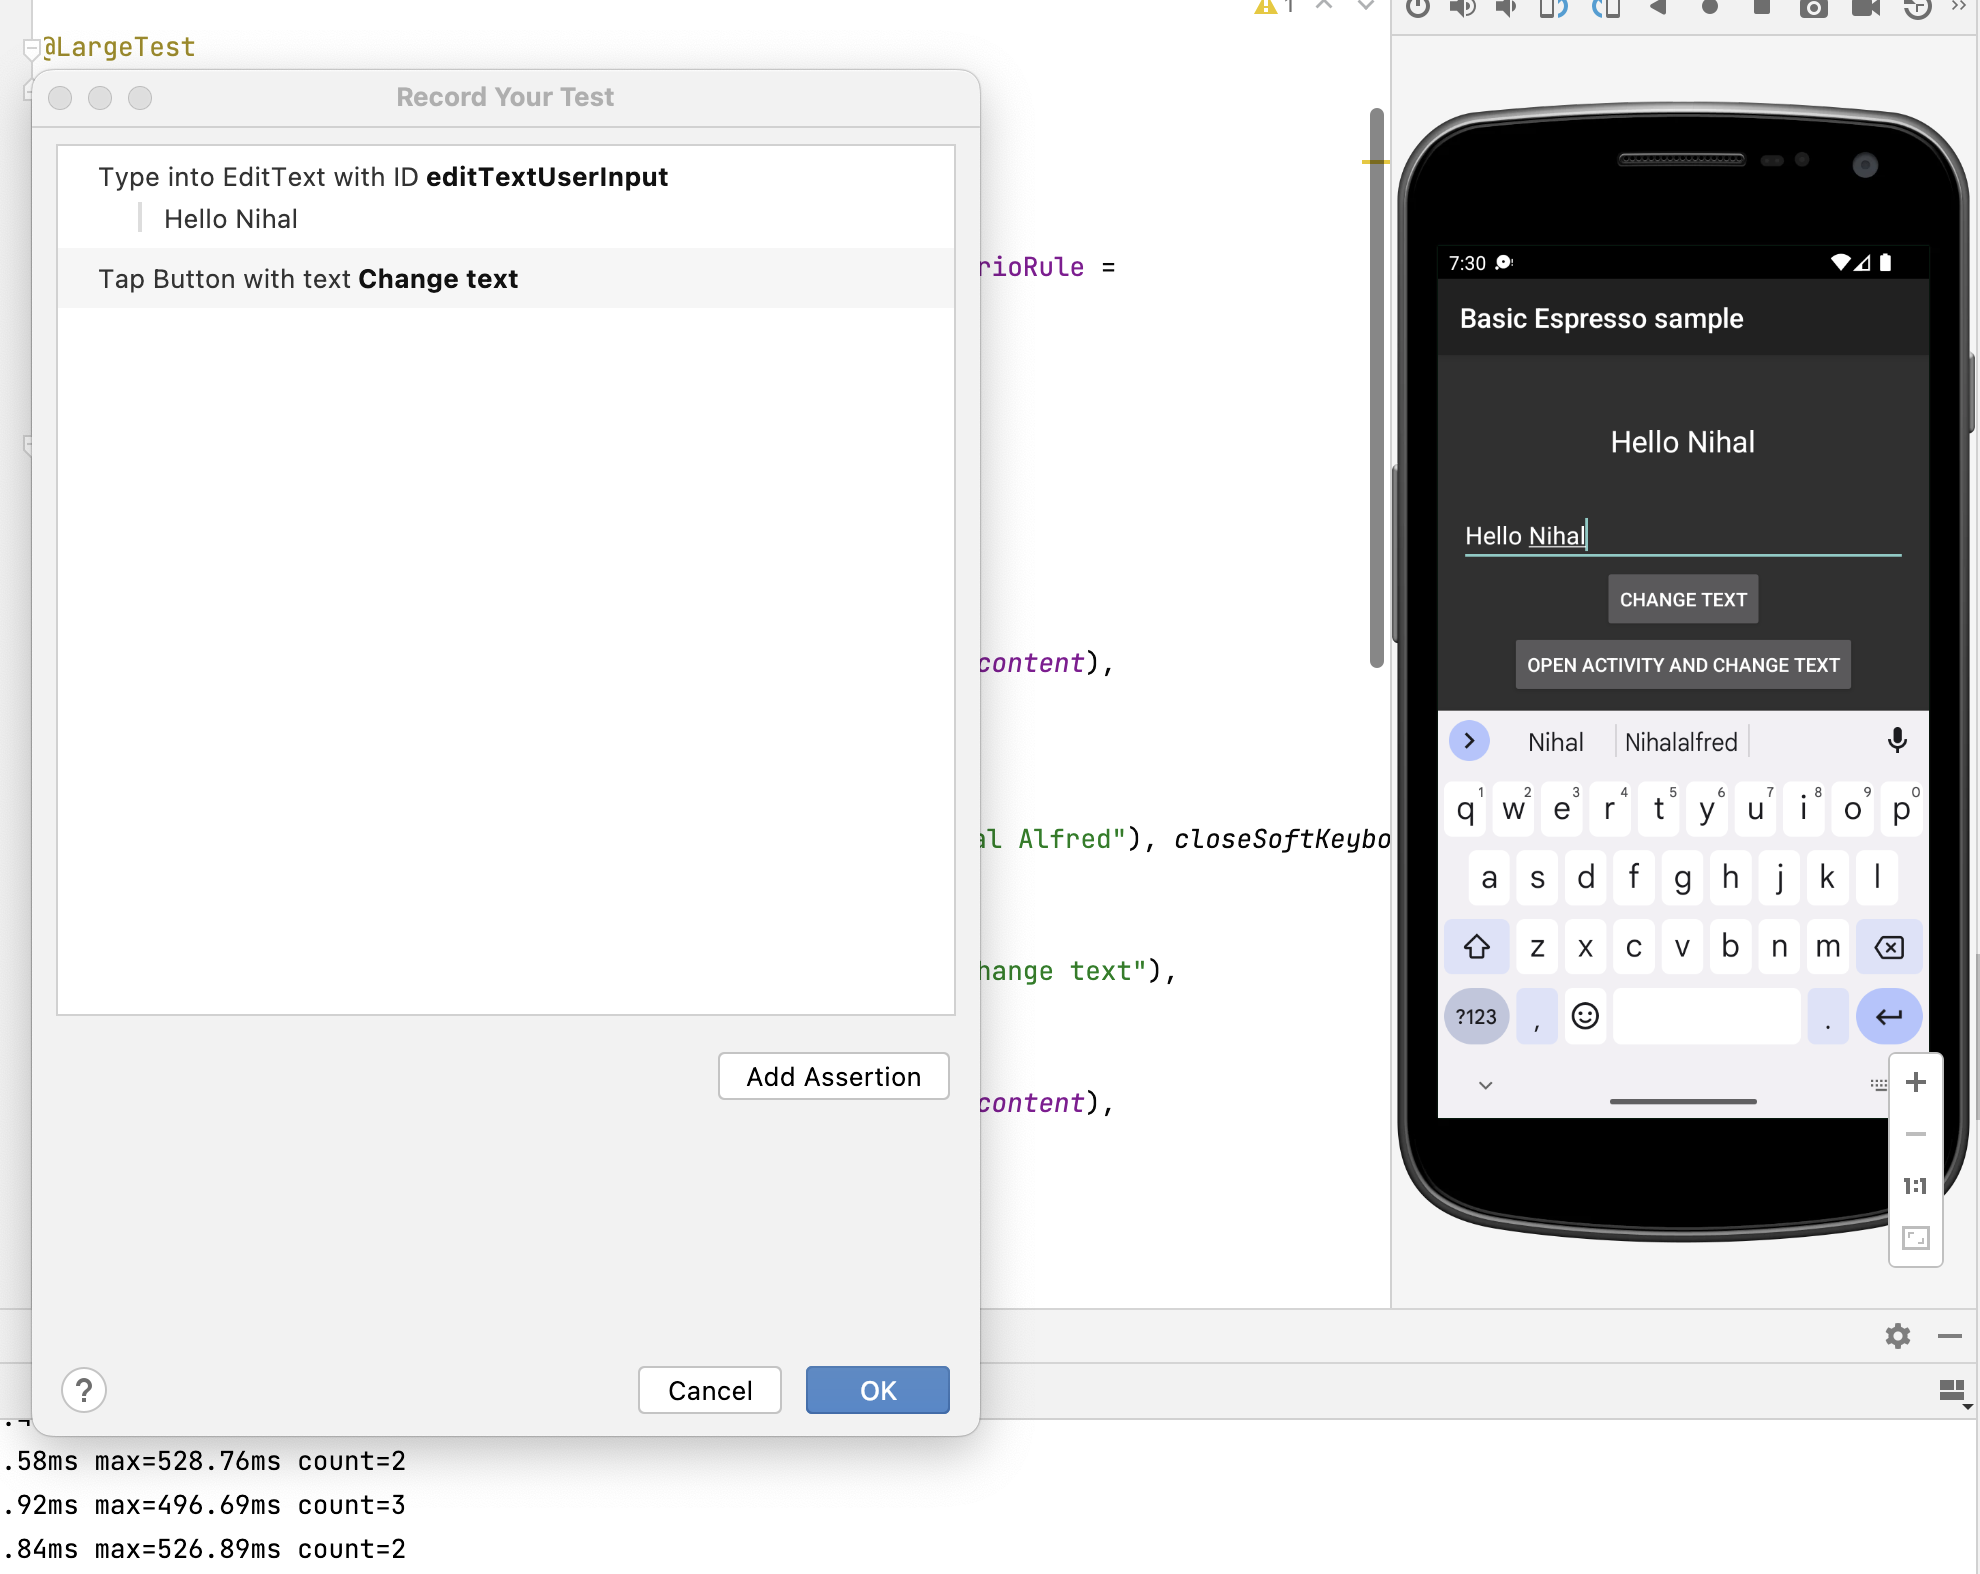 @LargeTest
1
Record Your Test
Type into EditText with ID editTextUserInput
Hello Nihal
Tap Button with text Change text
rioRule =
content),
al Alfred"), closeSoftKeybo
hange text"),
content),
Add Assertion
?
Cancel
OK
.58ms max=528.76ms count=2
.92ms max=496.69ms count=3
.84ms max=526.89ms count=2
7:30
Basic Espresso sample
Hello Nihal
Hello Nihal
CHANGE TEXT
OPEN ACTIVITY AND CHANGE TEXT
Nihal Nihalalfred
1 2 3 4 5 6 7 8 9 0
q w e r t y u i o p
a s d f g h j k l
z x c v b n m
?123 , .
1:1